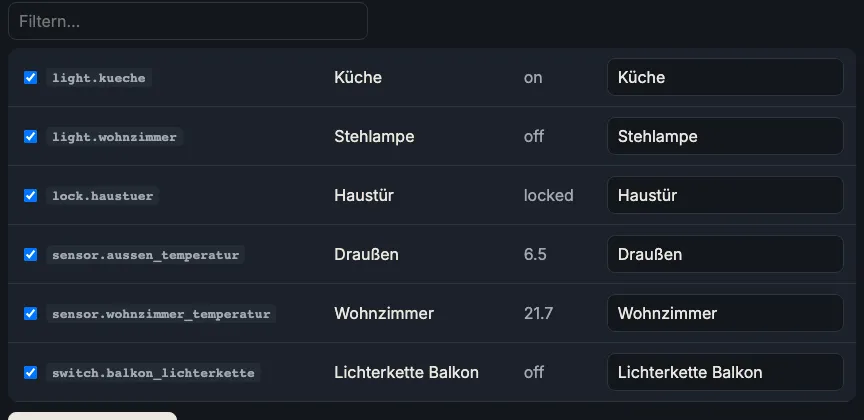 Filtern...
light.kueche Küche on Küche
light.wohnzimmer Stehlampe off Stehlampe
lock.haustuer Haustür locked Haustür
sensor.aussen_temperatur Draußen 6.5 Draußen
sensor.wohnzimmer_temperatur Wohnzimmer 21.7 Wohnzimmer
switch.balkon_lichterkette Lichterkette Balkon off Lichterkette Balkon